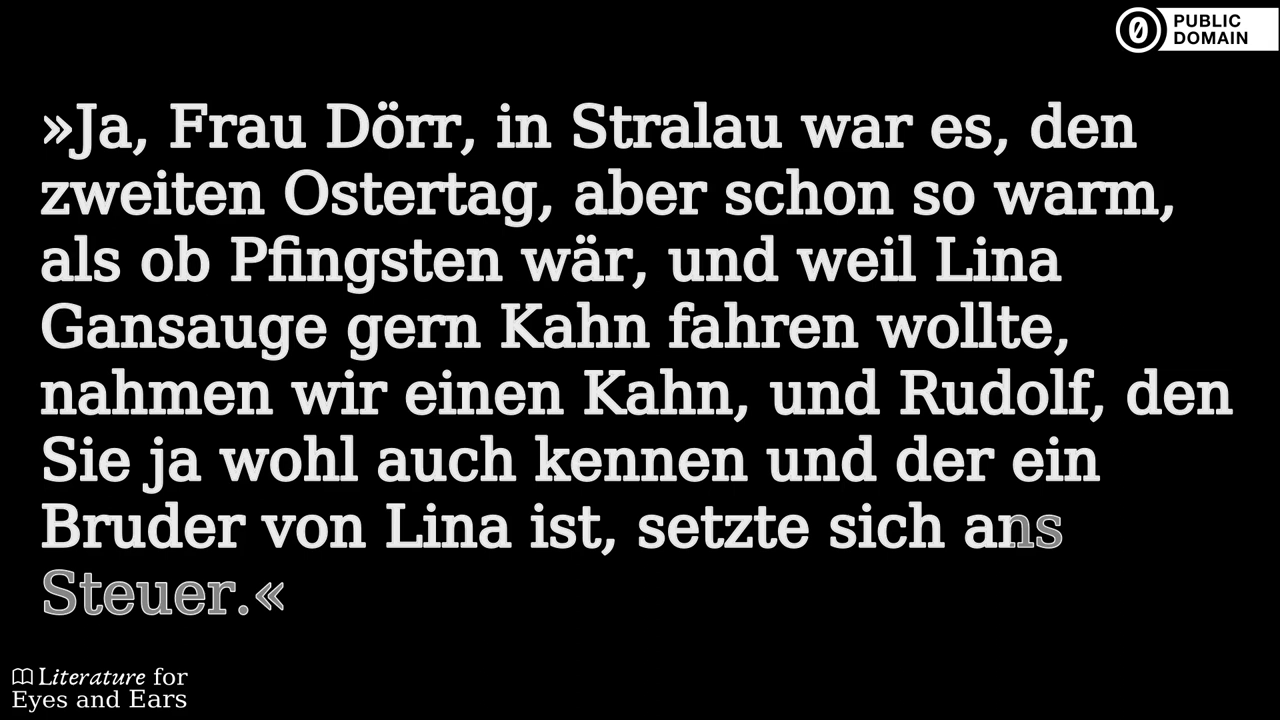 PUBLIC
DOMAIN
»Ja, Frau Dörr, in Stralau war es, den
zweiten Ostertag, aber schon so warm,
als ob Pfingsten wär, und weil Lina
Gansauge gern Kahn fahren wollte,
nahmen wir einen Kahn, und Rudolf, den
Sie ja wohl auch kennen und der ein
Bruder von Lina ist, setzte sich ans
Steuer.«
Literature for
Eyes and Ears